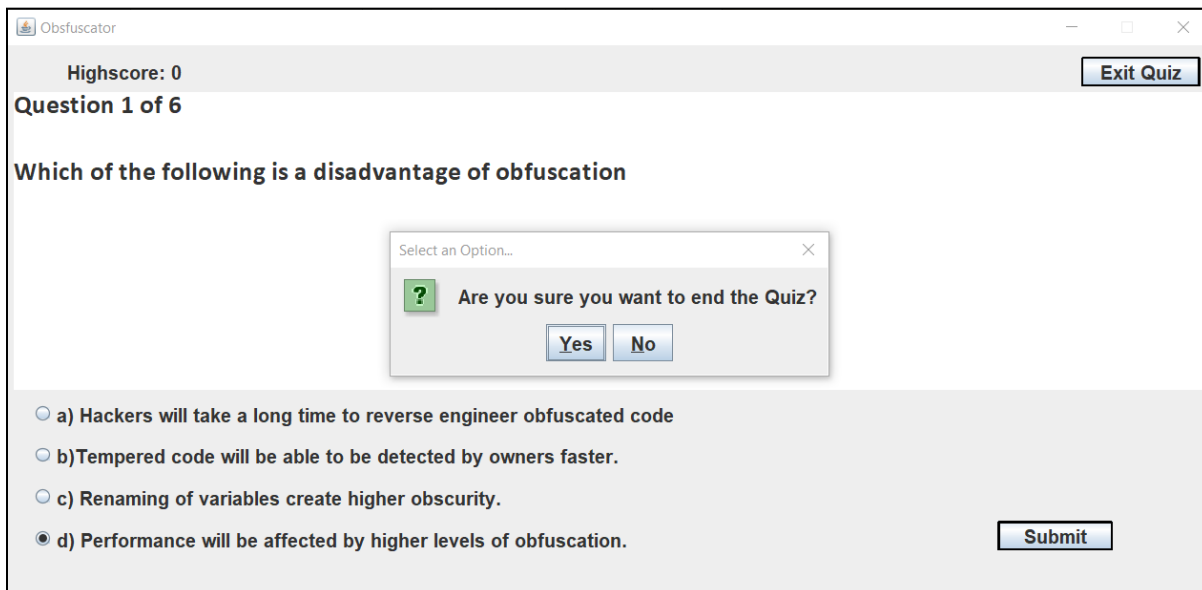 Obsfuscator
Highscore: 0
Exit Quiz
Question 1 of 6
Which of the following is a disadvantage of obfuscation
Select an Option...
Are you sure you want to end the Quiz?
Yes
No
a) Hackers will take a long time to reverse engineer obfuscated code
b)Tempered code will be able to be detected by owners faster.
c) Renaming of variables create higher obscurity.
d) Performance will be affected by higher levels of obfuscation.
Submit